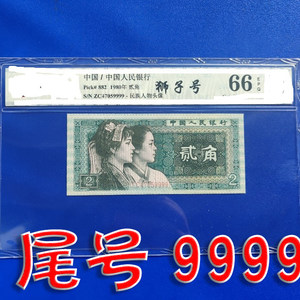 中国 / 中国人民银行
Pick# 882 1980年 贰角
S/N ZC47859999 - 民族人物头像
狮子号
66 EPQ
中国人民银行
贰角
2
尾号 9999